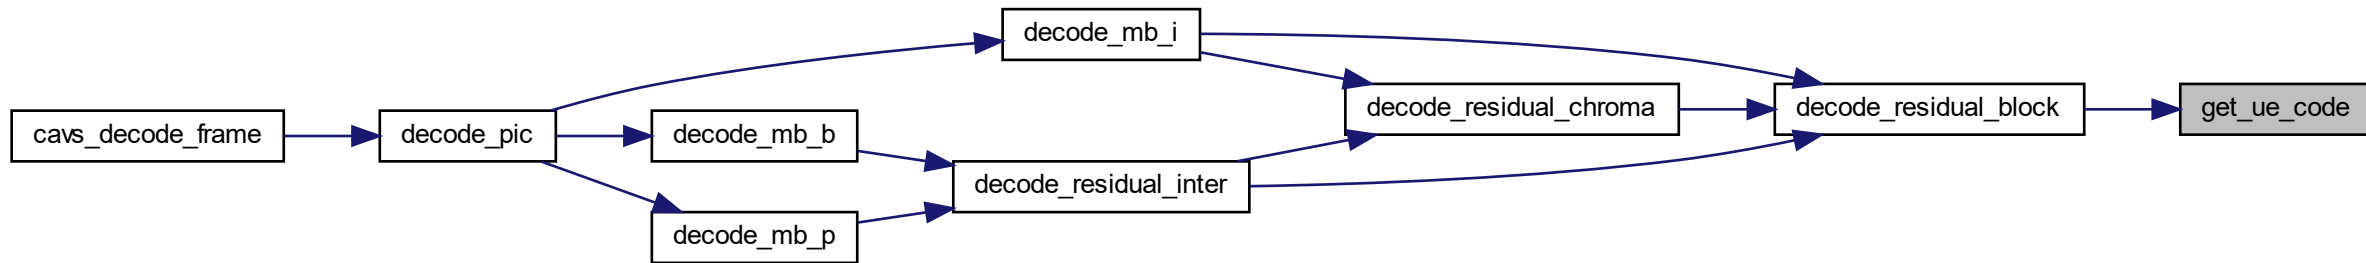 decode_mb_i
cavs_decode_frame
decode_pic
decode_mb_b
decode_mb_p
decode_residual_inter
decode_residual_chroma
decode_residual_block
get_ue_code